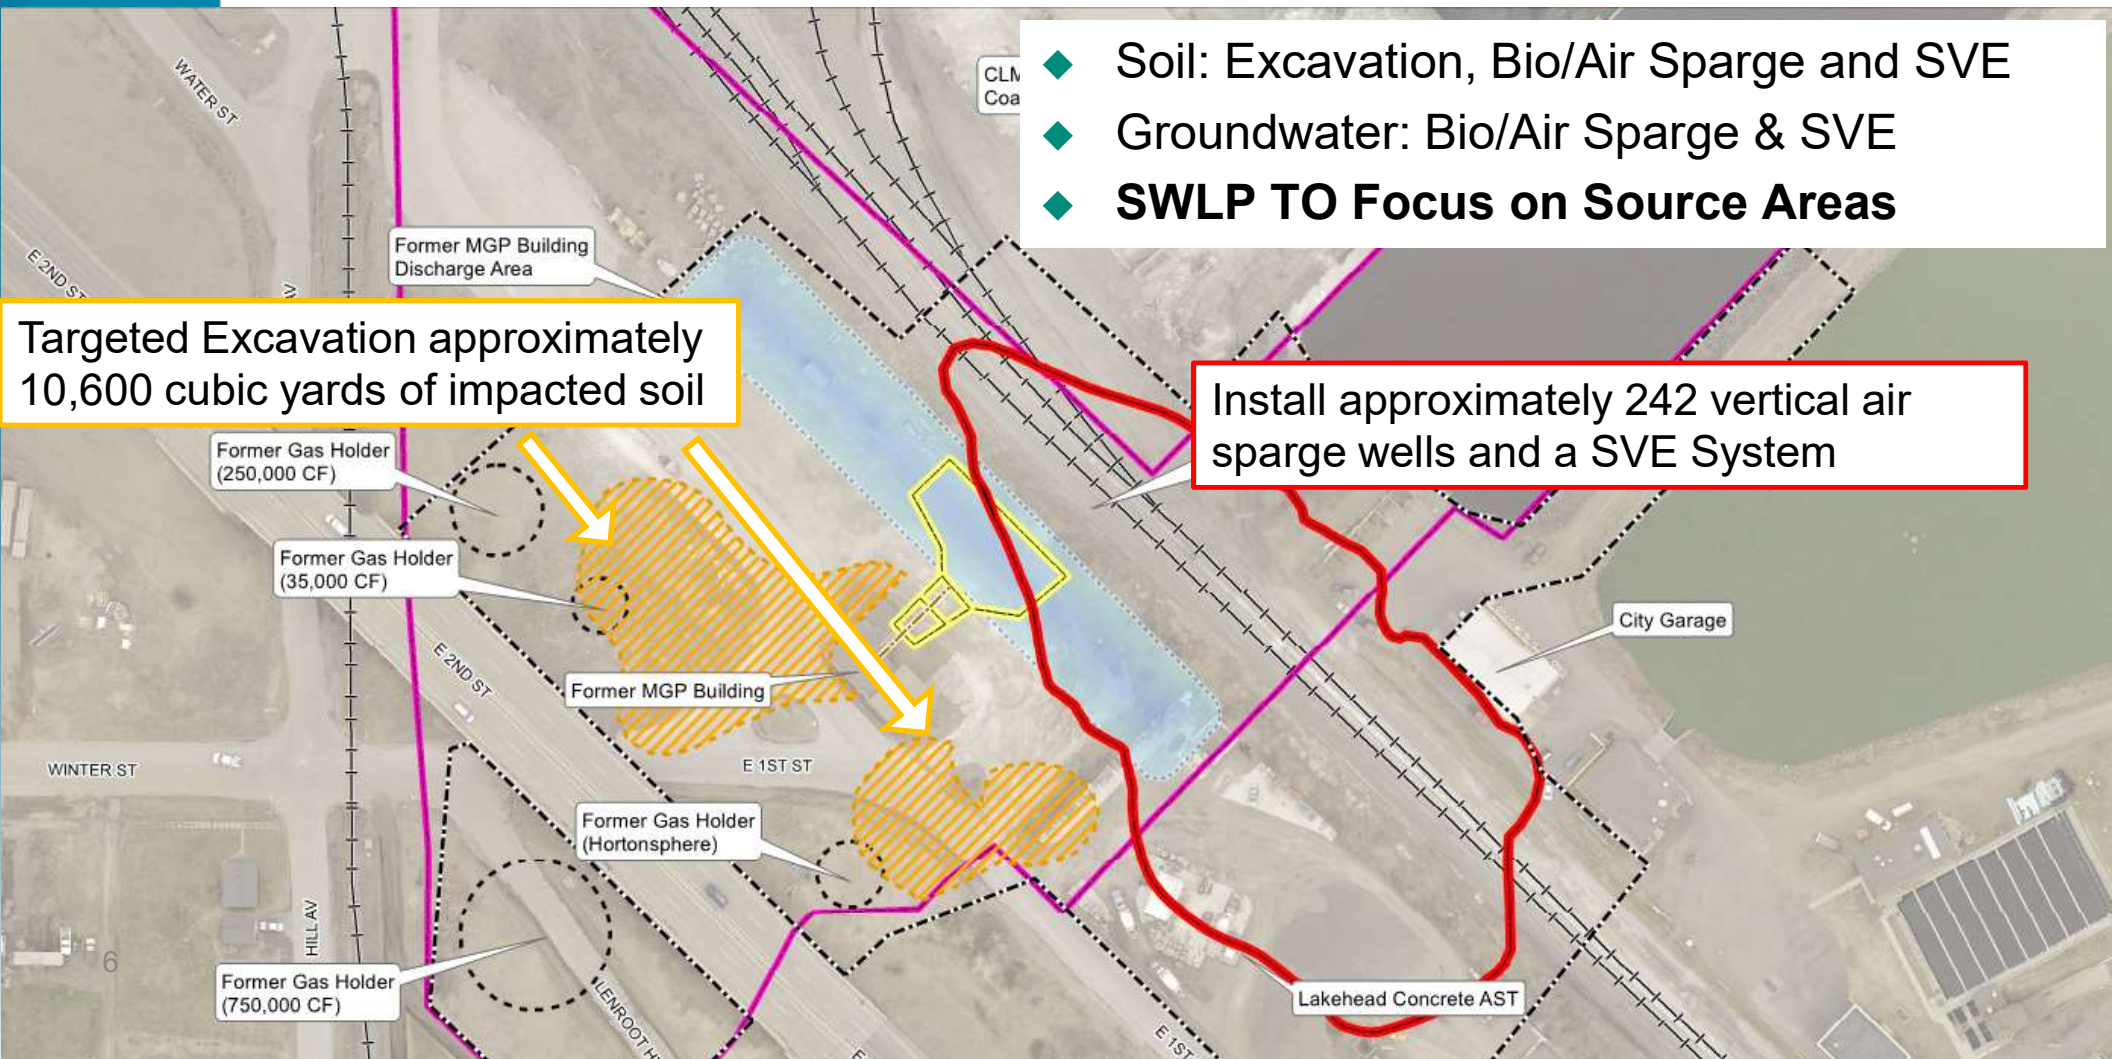 ◆ Soil: Excavation, Bio/Air Sparge and SVE
◆ Groundwater: Bio/Air Sparge & SVE
◆ SWLP TO Focus on Source Areas
CLM
Coa
WATER ST
E 2ND ST
Former MGP Building
Discharge Area
Targeted Excavation approximately
10,600 cubic yards of impacted soil
Install approximately 242 vertical air
sparge wells and a SVE System
Former Gas Holder
(250,000 CF)
Former Gas Holder
(35,000 CF)
City Garage
E 2ND ST
Former MGP Building
WINTER ST
E 1ST ST
Former Gas Holder
(Hortonsphere)
HILL AV
6
Former Gas Holder
(750,000 CF)
LENROOT H
Lakehead Concrete AST
E 1ST